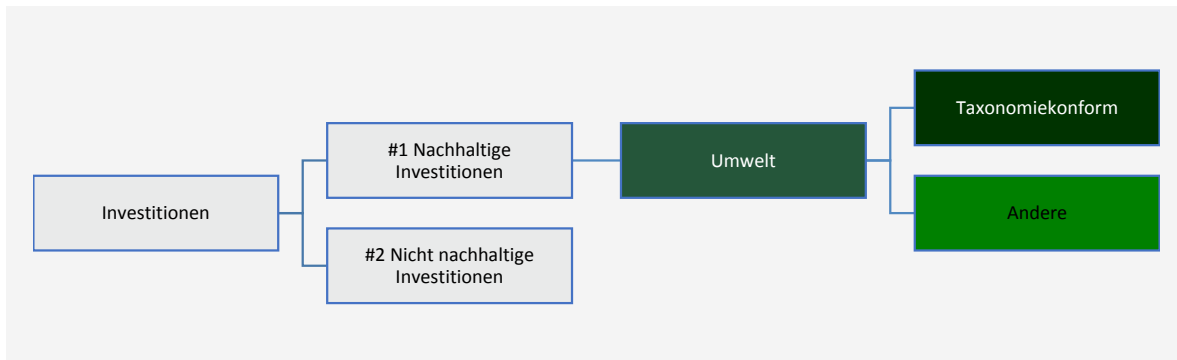 Investitionen
#1 Nachhaltige
Investitionen
#2 Nicht nachhaltige
Investitionen
Umwelt
Taxonomiekonform
Andere